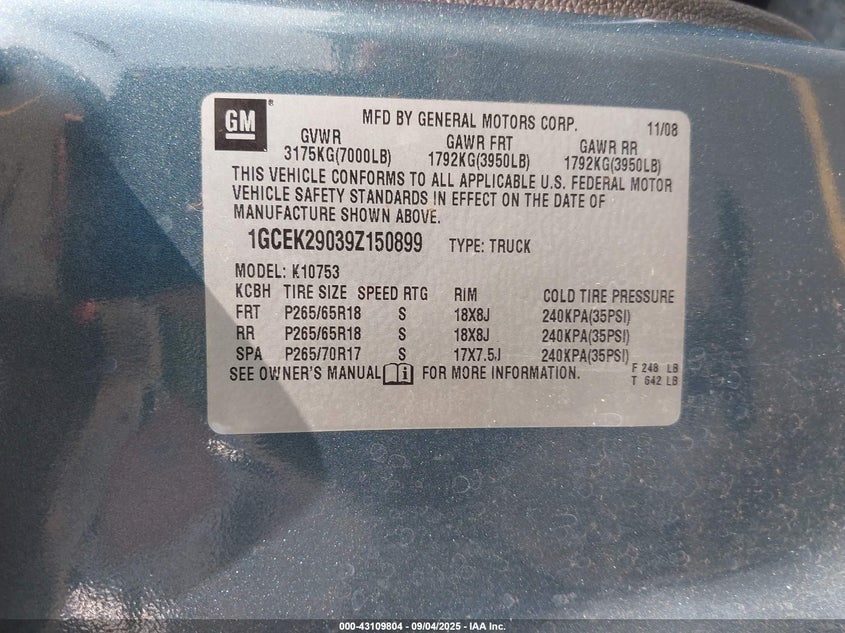 GM ®
MFD BY GENERAL MOTORS CORP. 11/08
GVWR GAWR FRT GAWR RR
3175KG(7000LB) 1792KG(3950LB) 1792KG(3950LB)
THIS VEHICLE CONFORMS TO ALL APPLICABLE U.S. FEDERAL MOTOR
VEHICLE SAFETY STANDARDS IN EFFECT ON THE DATE OF
MANUFACTURE SHOWN ABOVE.
1GCEK29039Z150899 TYPE: TRUCK
MODEL: K10753
KCBH TIRE SIZE SPEED RTG RIM COLD TIRE PRESSURE
FRT P265/65R18 S 18X8J 240KPA(35PSI)
RR P265/65R18 S 18X8J 240KPA(35PSI)
SPA P265/70R17 S 17X7.5J 240KPA(35PSI)
SEE OWNER'S MANUAL i FOR MORE INFORMATION.
F 248 LB
T 642 LB
000-43109804 - 09/04/2025 - IAA Inc.